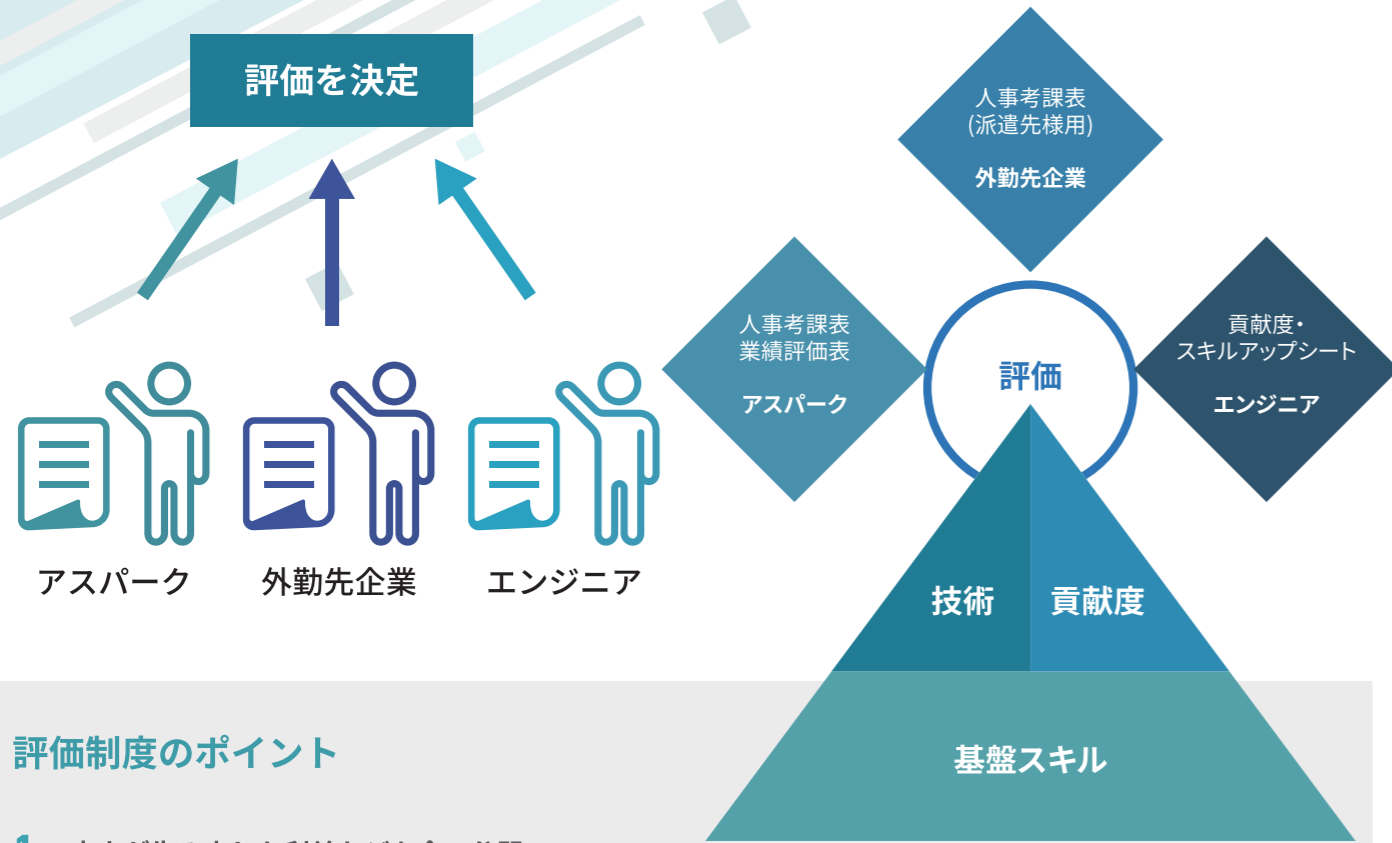 評価を決定
アスパーク
外勤先企業
エンジニア
人事考課表
(派遣先様用)
外勤先企業
人事考課表
業績評価表
アスパーク
評価
貢献度・
スキルアップシート
エンジニア
技術
貢献度
基盤スキル
評価制度のポイント